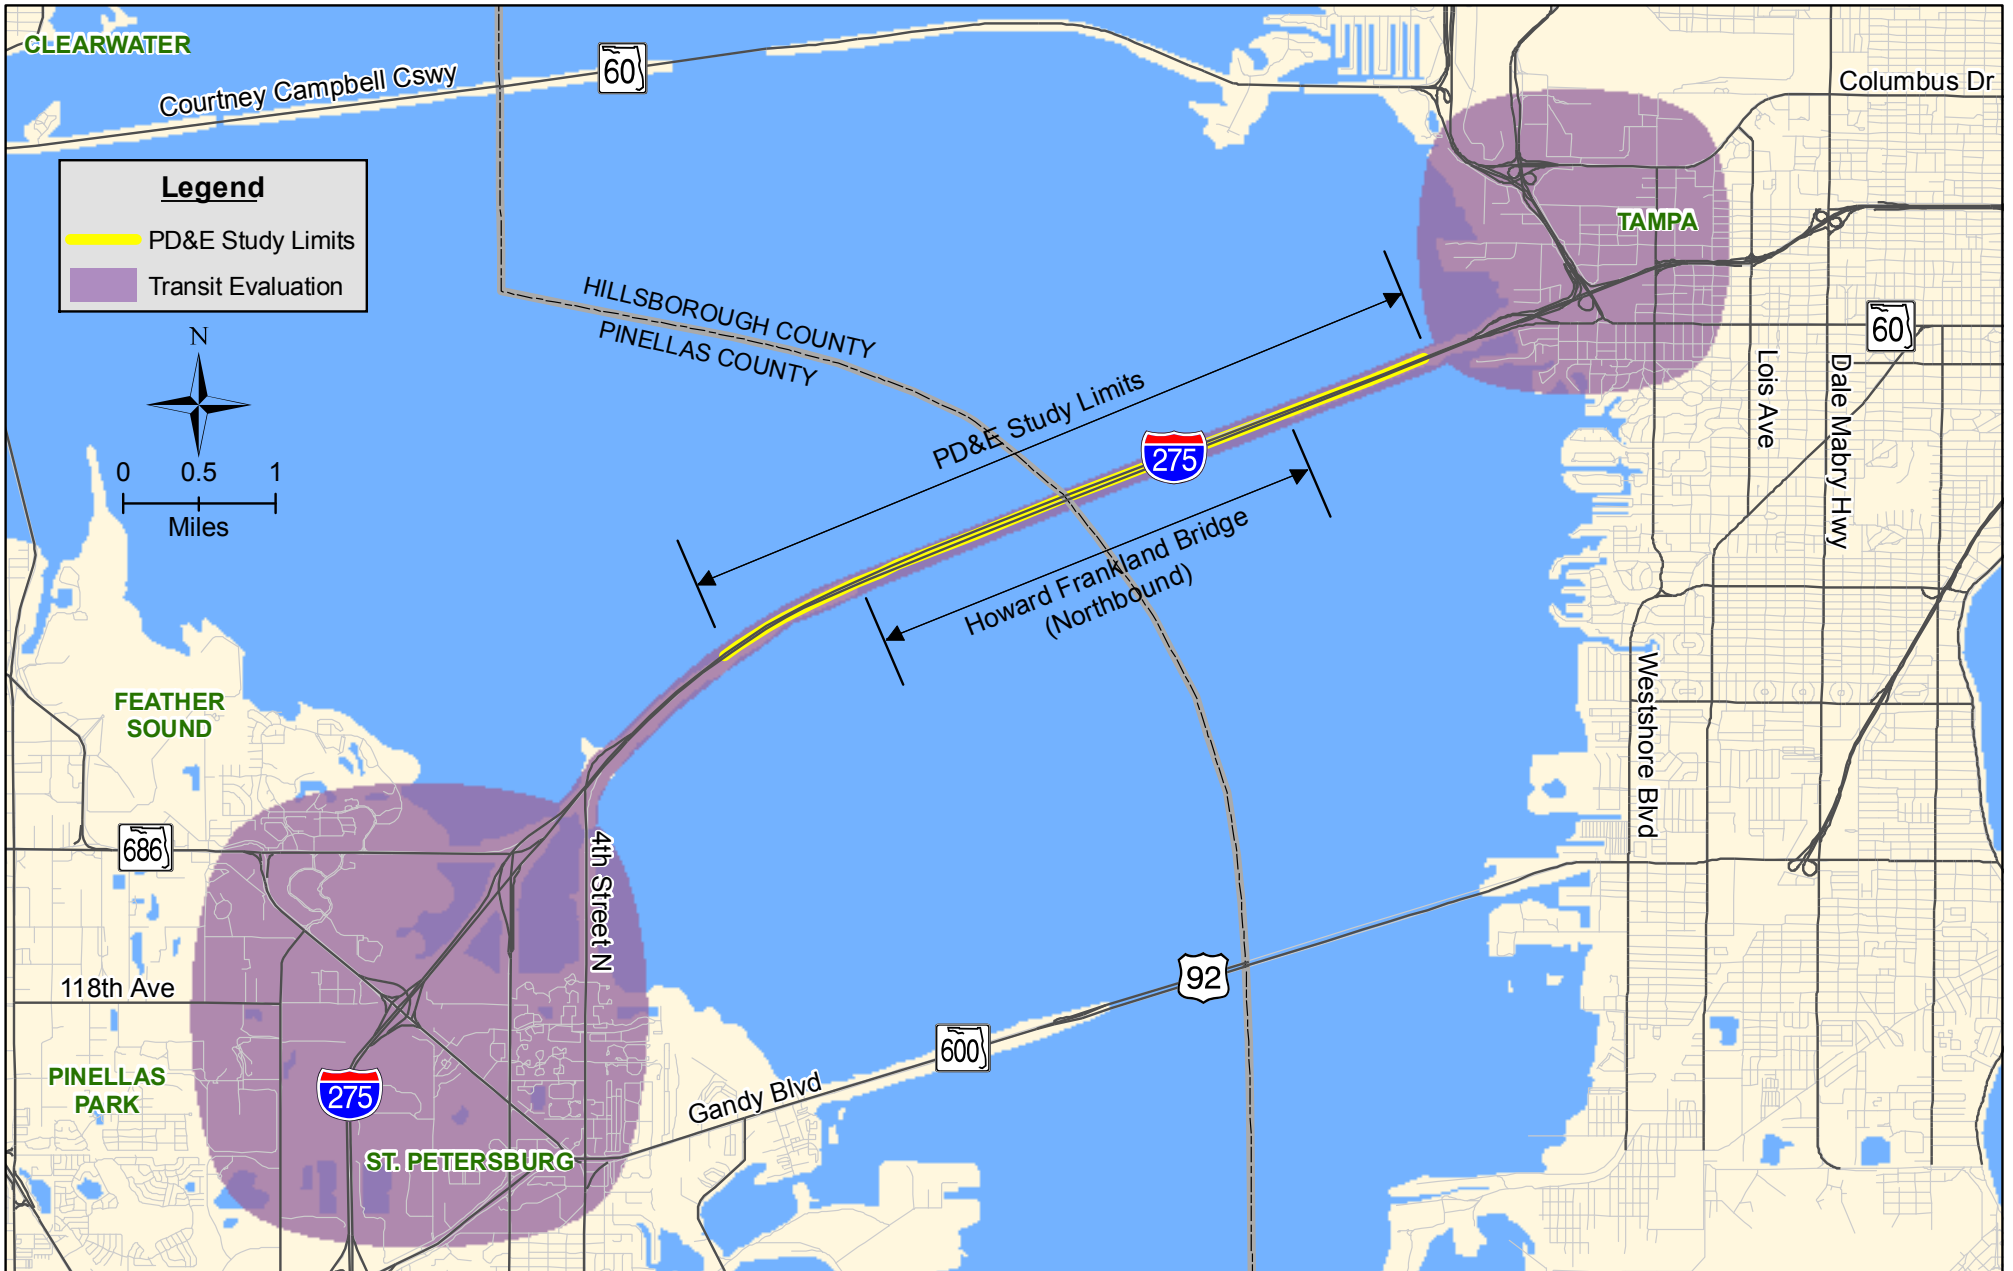 CLEARWATER
Courtney Campbell Cswy
60
Columbus Dr
Legend
PD&E Study Limits
Transit Evaluation
TAMPA
HILLSBOROUGH COUNTY
PINELLAS COUNTY
N
0 0.5 1
Miles
60
PD&E Study Limits
275
Howard Frankland Bridge
(Northbound)
Lois Ave
Dale Mabry Hwy
Westshore Blvd
FEATHER
SOUND
686
4th Street N
118th Ave
92
600
PINELLAS
PARK
275
Gandy Blvd
ST. PETERSBURG